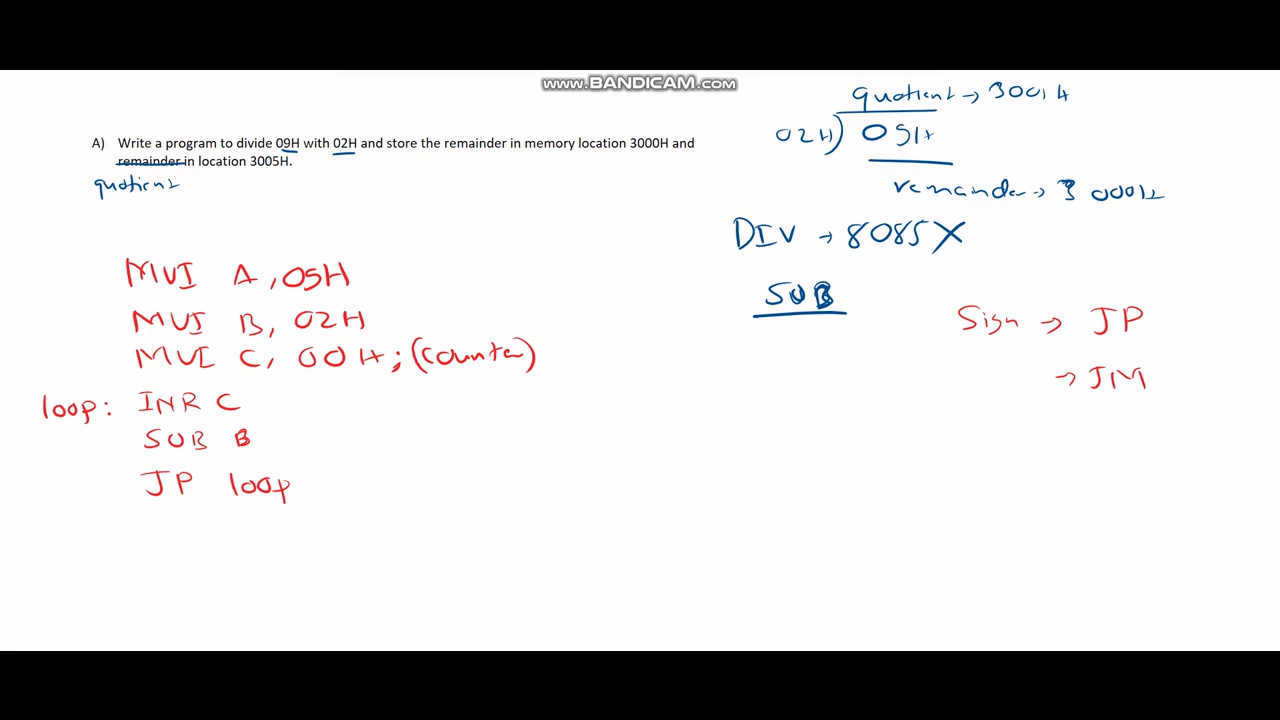 WWW.BANDICAM.COM
A) Write a program to divide 09H with 02H and store the remainder in memory location 3000H and
remainder in location 3005H.
quotient
quotient → 3001H
02H) 09H
remainder → 3000H
DIV → 8085 X
SUB
Sign → JP
→ JM
MVI A, 09H
MVI B, 02H
MVI C, 00H ; (counter)
loop: INR C
SUB B
JP loop